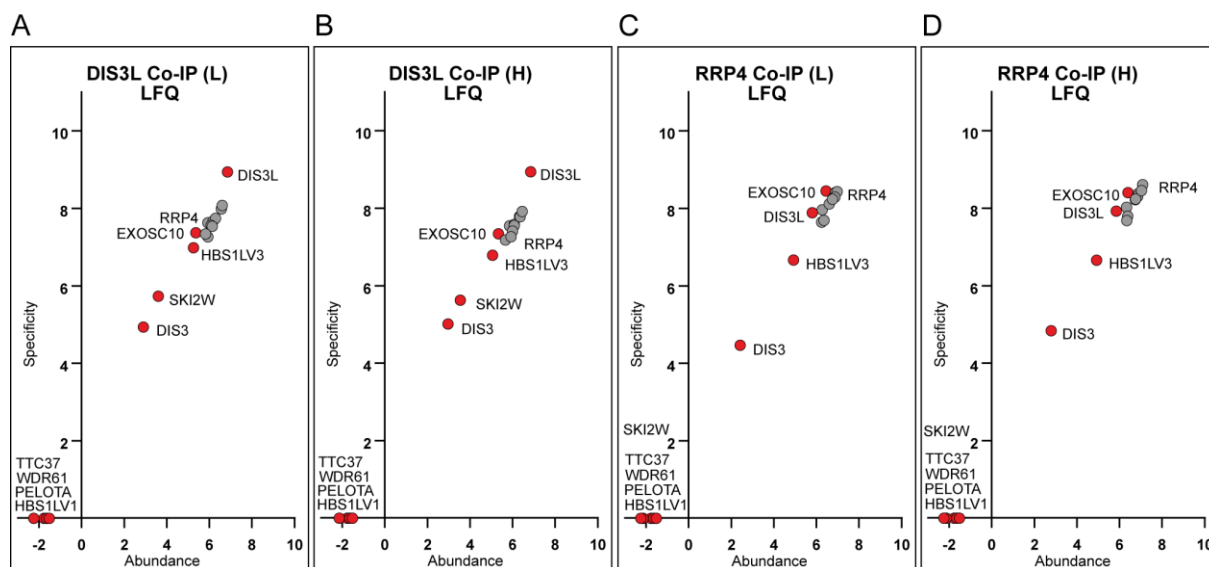 A
DIS3L Co-IP (L)
LFQ
10
8
6
4
2
Specificity
DIS3L
RRP4
EXOSC10
HBS1LV3
SKI2W
DIS3
TTC37
WDR61
PELOTA
HBS1LV1
-2 0 2 4 6 8 10
Abundance
B
DIS3L Co-IP (H)
LFQ
10
8
6
4
2
Specificity
DIS3L
EXOSC10
RRP4
HBS1LV3
SKI2W
DIS3
TTC37
WDR61
PELOTA
HBS1LV1
-2 0 2 4 6 8 10
Abundance
C
RRP4 Co-IP (L)
LFQ
10
8
6
4
2
Specificity
EXOSC10
RRP4
DIS3L
HBS1LV3
DIS3
SKI2W
TTC37
WDR61
PELOTA
HBS1LV1
-2 0 2 4 6 8 10
Abundance
D
RRP4 Co-IP (H)
LFQ
10
8
6
4
2
Specificity
EXOSC10
RRP4
DIS3L
HBS1LV3
DIS3
SKI2W
TTC37
WDR61
PELOTA
HBS1LV1
-2 0 2 4 6 8 10
Abundance